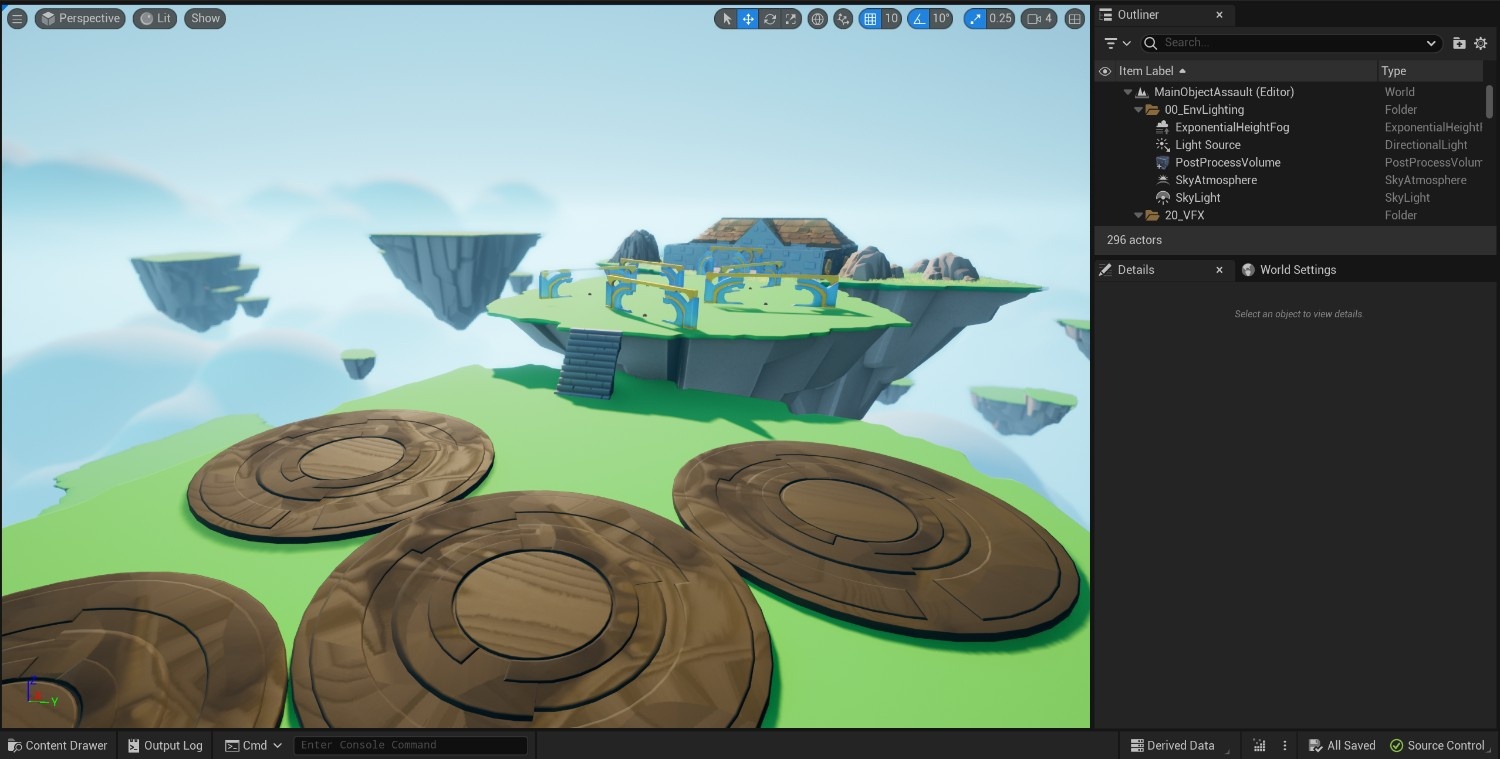 Perspective Lit Show 10 10° 0.25 4
Outliner
Search...
Item Label Type
MainObjectAssault (Editor) World
00_EnvLighting Folder
ExponentialHeightFog ExponentialHeightF
Light Source DirectionalLight
PostProcessVolume PostProcessVolum
SkyAtmosphere SkyAtmosphere
SkyLight SkyLight
20_VFX Folder
296 actors
Details World Settings
Select an object to view details
Z
Y
Content Drawer Output Log Cmd Enter Console Command Derived Data All Saved Source Control